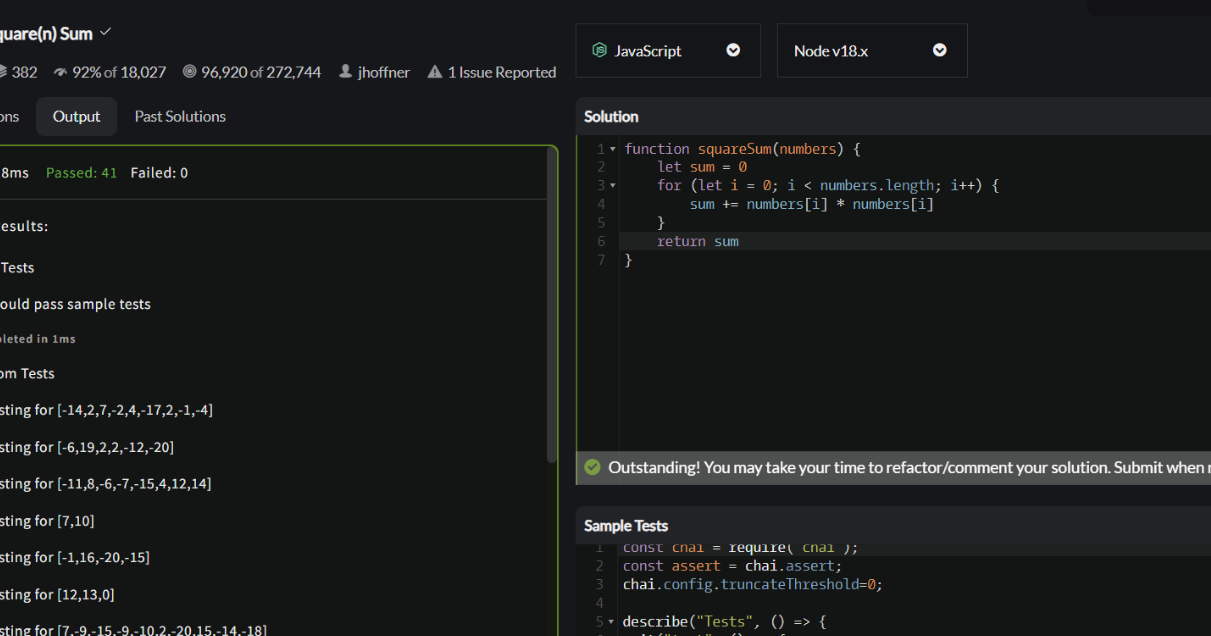 quare(n) Sum
382 92% of 18,027 96,920 of 272,744 jhoffner 1 Issue Reported
ons Output Past Solutions
8ms Passed: 41 Failed: 0
esults:
Tests
ould pass sample tests
pleted in 1ms
om Tests
sting for [-14,2,7,-2,4,-17,2,-1,-4]
sting for [-6,19,2,2,-12,-20]
sting for [-11,8,-6,-7,-15,4,12,14]
sting for [7,10]
sting for [-1,16,-20,-15]
sting for [12,13,0]
sting for [7,-9,-15,-9,-10,2,-20,15,-14,-18]
JavaScript Node v18.x
Solution
1 function squareSum(numbers) {
2 let sum = 0
3 for (let i = 0; i < numbers.length; i++) {
4 sum += numbers[i] * numbers[i]
5 }
6 return sum
7 }
Outstanding! You may take your time to refactor/comment your solution. Submit when
Sample Tests
1 const chai = require( chai );
2 const assert = chai.assert;
3 chai.config.truncateThreshold=0;
4
5 describe("Tests", () => {